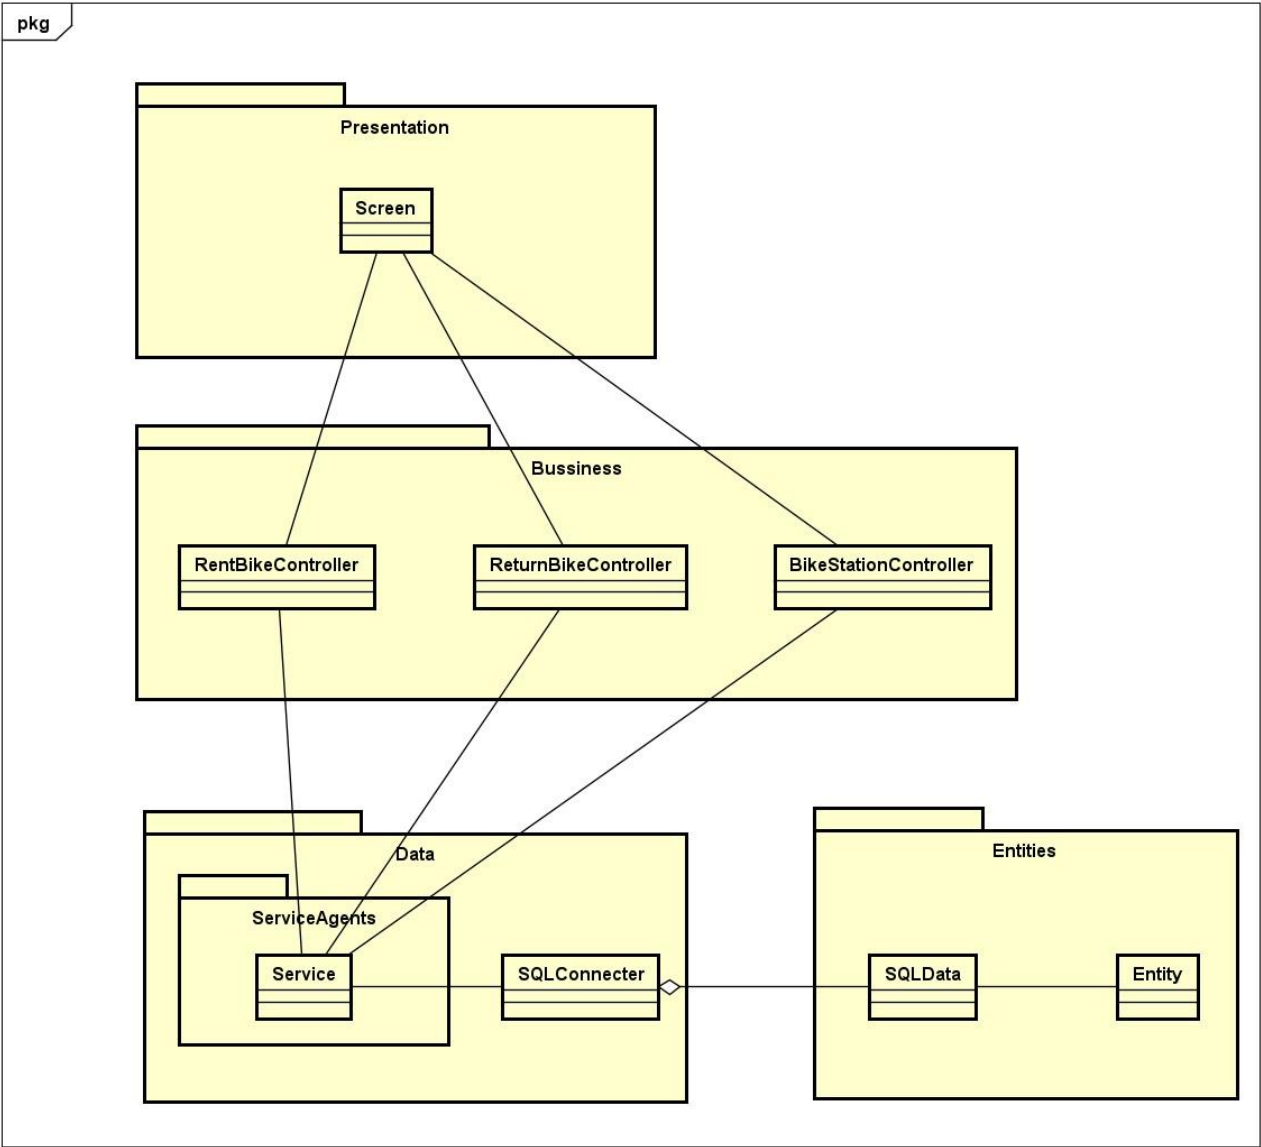 pkg
Presentation
Screen
Bussiness
RentBikeController
ReturnBikeController
BikeStationController
Data
Entities
ServiceAgents
Service
SQLConnecter
SQLData
Entity